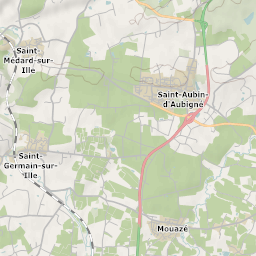 Saint-
Médard-sur-
Ille
Saint-Aubin-
d'Aubigné
Saint-
Germain-sur-
Ille
Mouazé